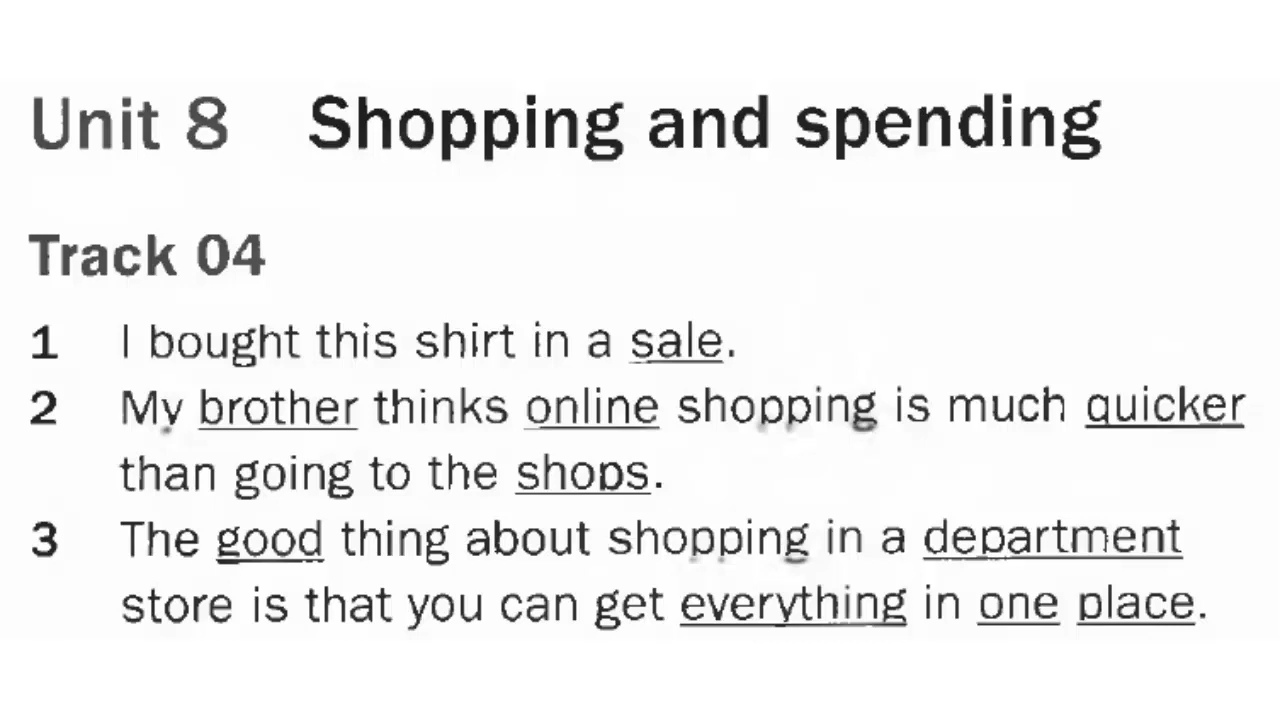 Unit 8 Shopping and spending
Track 04
1 I bought this shirt in a sale.
2 My brother thinks online shopping is much quicker
than going to the shops.
3 The good thing about shopping in a department
store is that you can get everything in one place.